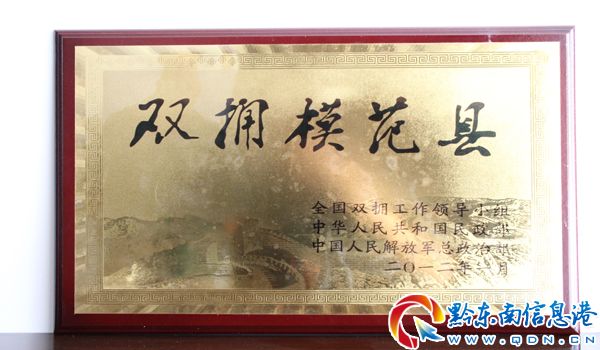 双拥模范县
全国双拥工作领导小组
中华人民共和国民政部
中国人民解放军总政治部
二〇一二年 月
黔东南信息港
www.QDN.CN